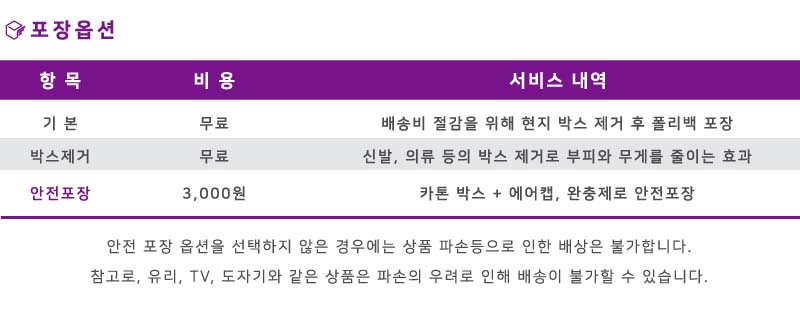 포장옵션
항 목 비 용 서비스 내역
기 본 무료 배송비 절감을 위해 현지 박스 제거 후 폴리백 포장
박스제거 무료 신발, 의류 등의 박스 제거로 부피와 무게를 줄이는 효과
안전포장 3,000원 카톤 박스 + 에어캡, 완충제로 안전포장
안전 포장 옵션을 선택하지 않은 경우에는 상품 파손등으로 인한 배상은 불가합니다.
참고로, 유리, TV, 도자기와 같은 상품은 파손의 우려로 인해 배송이 불가할 수 있습니다.